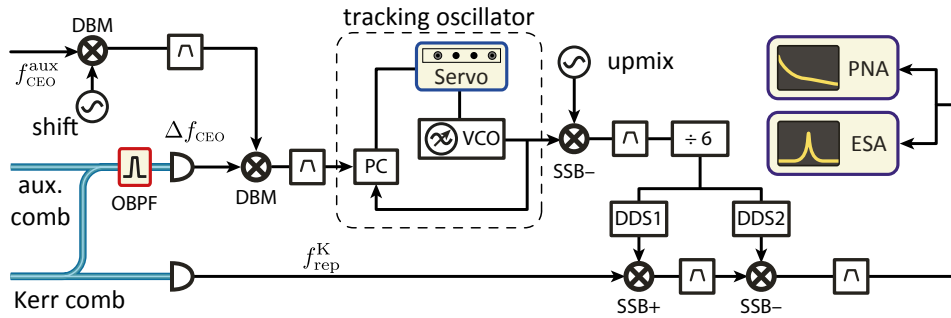 tracking oscillator
DBM
f_CEO^aux
shift
Servo
VCO
PC
upmix
SSB−
÷ 6
PNA
ESA
Δf_CEO
DBM
aux.
comb
OBPF
DDS1
DDS2
f_rep^K
Kerr comb
SSB+
SSB−